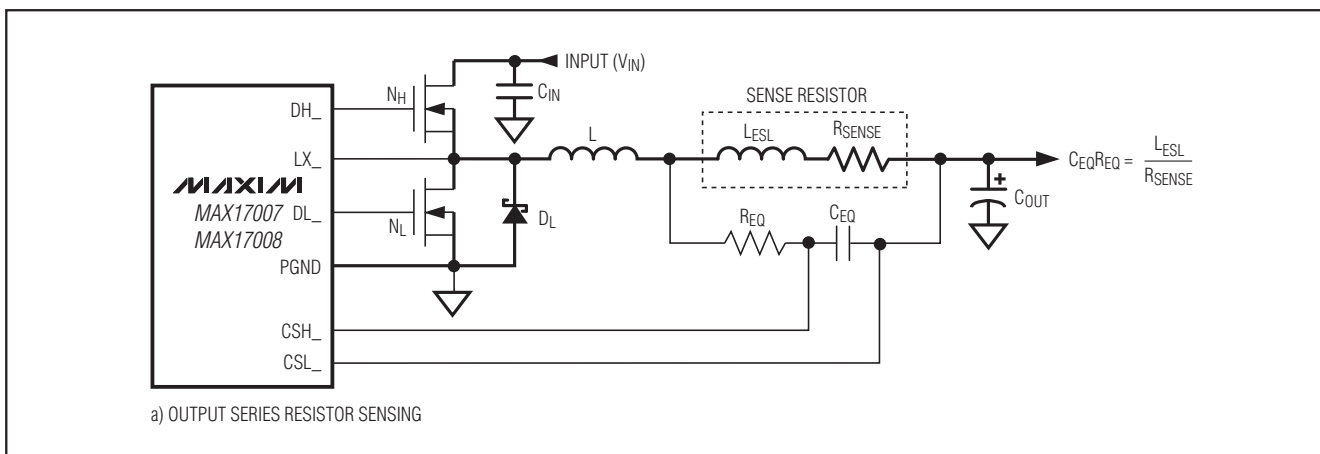 INPUT (VIN)
NH
CIN
DH_
SENSE RESISTOR
L
LESL
RSENSE
LX_
CEQREQ = LESL / RSENSE
MAXIM
MAX17007
MAX17008
DL_
NL
DL
+
COUT
REQ
CEQ
PGND
CSH_
CSL_
a) OUTPUT SERIES RESISTOR SENSING